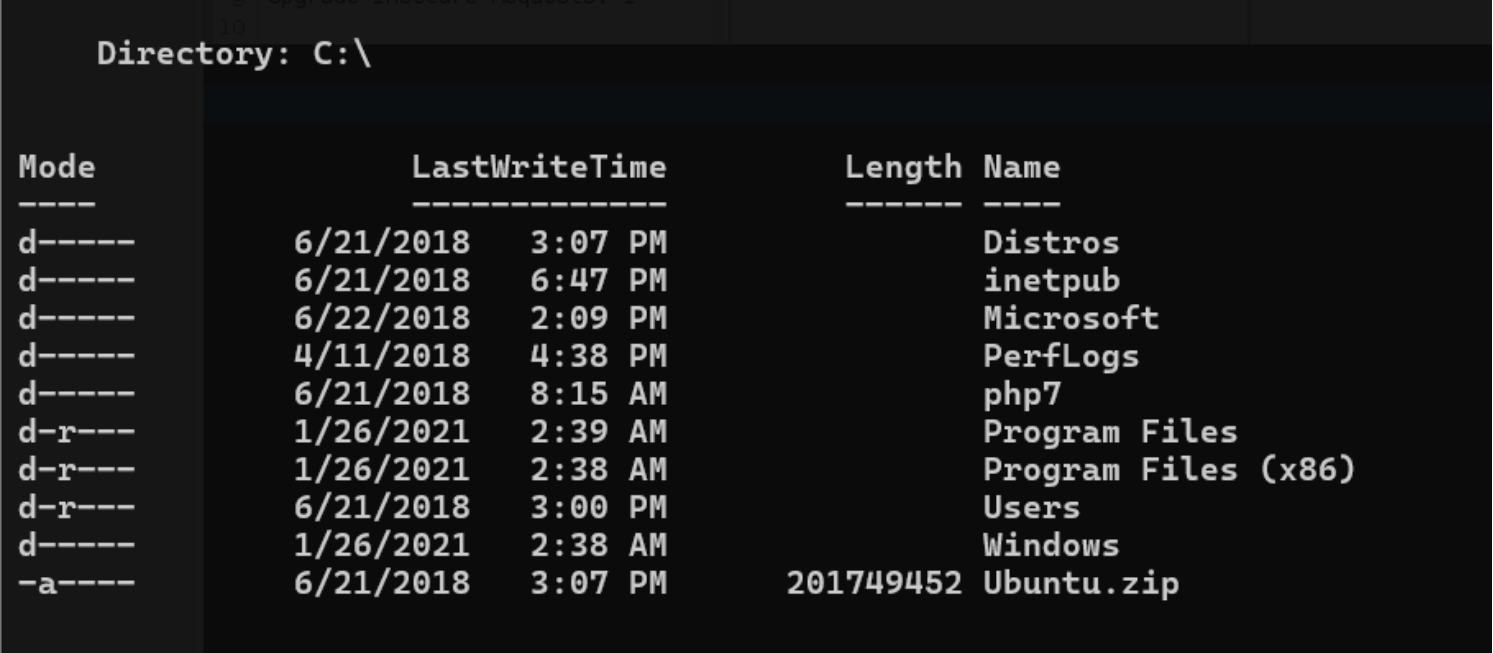 Directory: C:\
Mode                LastWriteTime         Length Name
----                -------------         ------ ----
d-----        6/21/2018   3:07 PM                Distros
d-----        6/21/2018   6:47 PM                inetpub
d-----        6/22/2018   2:09 PM                Microsoft
d-----        4/11/2018   4:38 PM                PerfLogs
d-----        6/21/2018   8:15 AM                php7
d-r---        1/26/2021   2:39 AM                Program Files
d-r---        1/26/2021   2:38 AM                Program Files (x86)
d-r---        6/21/2018   3:00 PM                Users
d-----        1/26/2021   2:38 AM                Windows
-a----        6/21/2018   3:07 PM      201749452 Ubuntu.zip